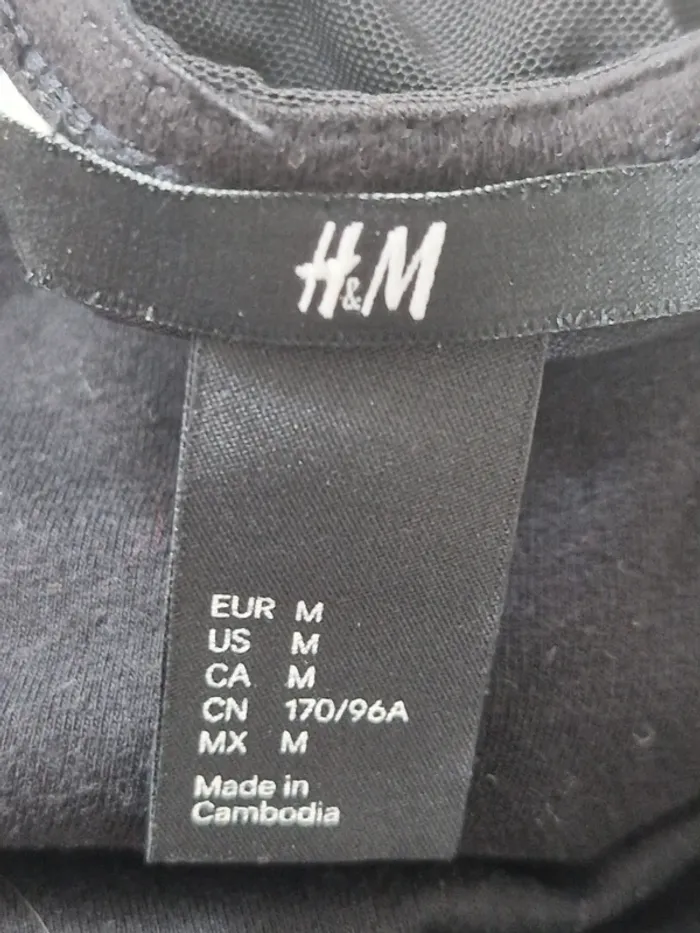 H&M
EUR M
US M
CA M
CN 170/96A
MX M
Made in
Cambodia